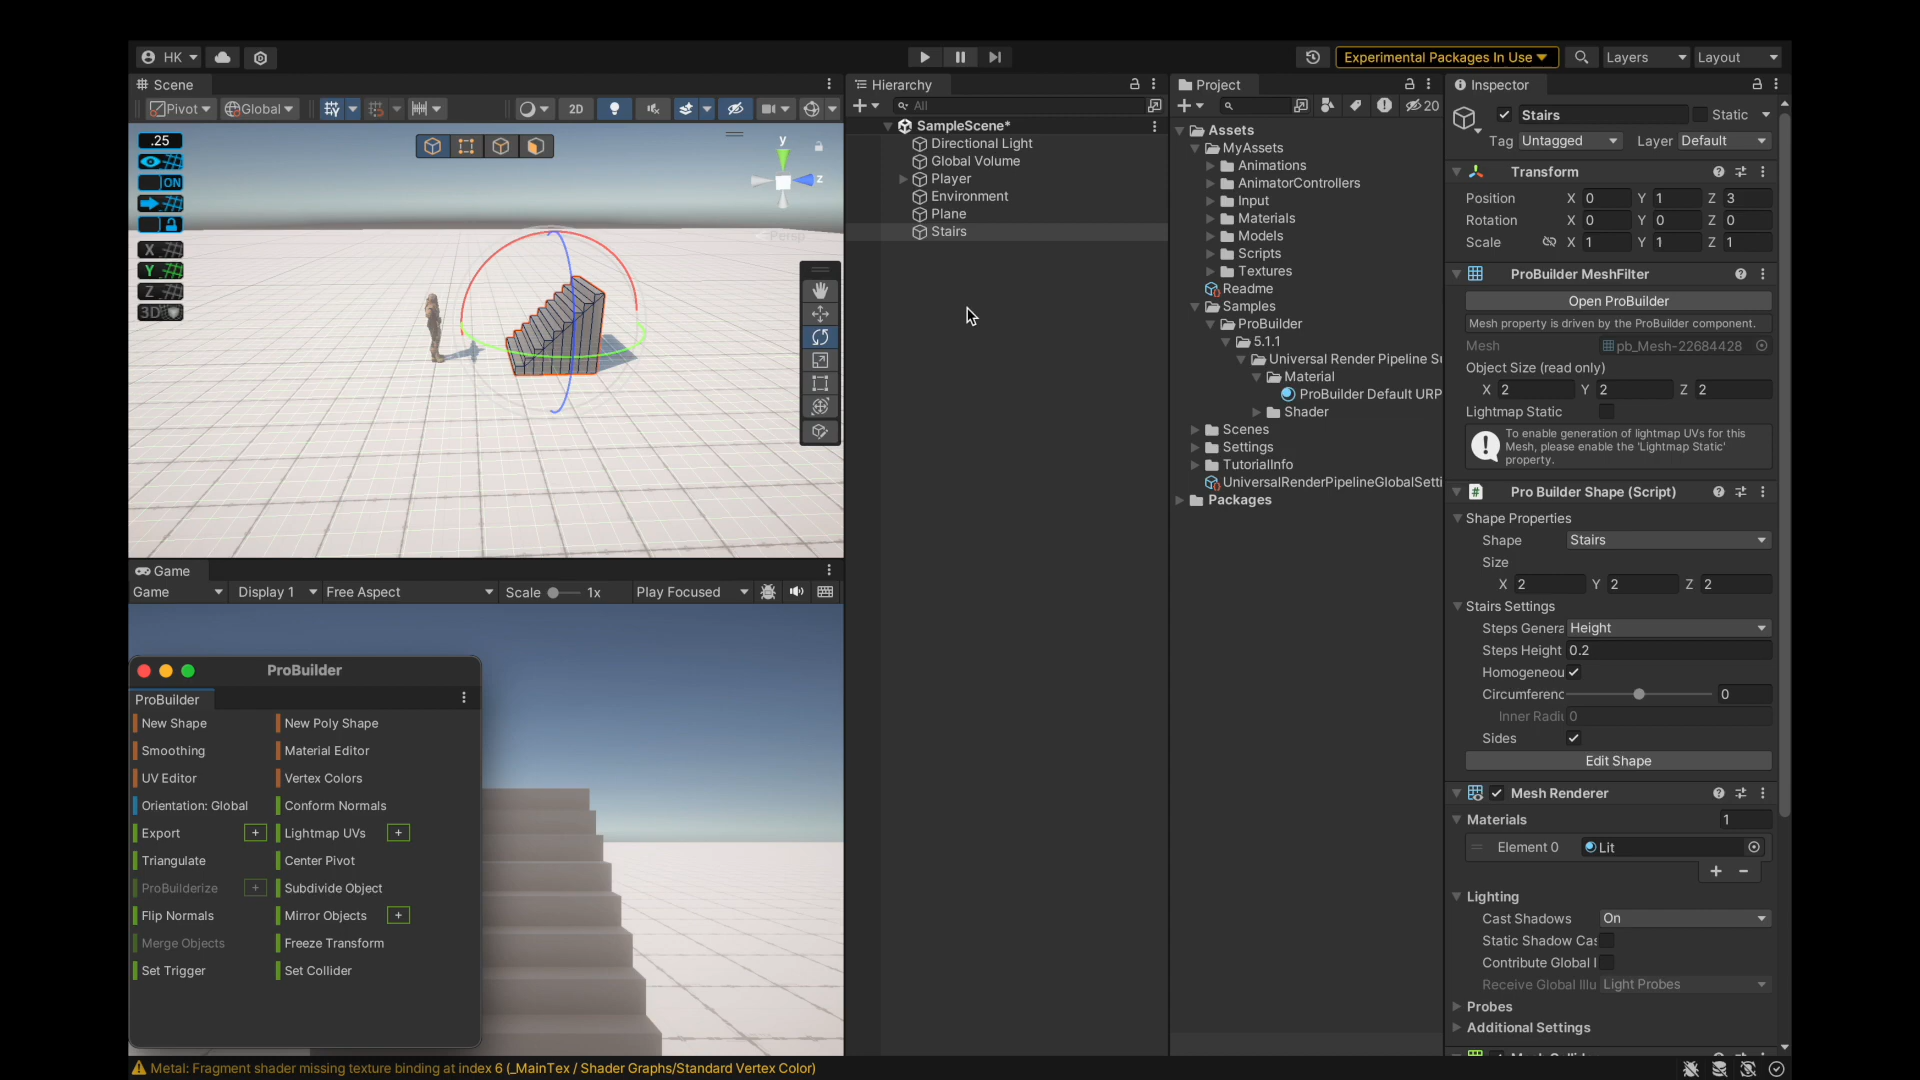 HK
Experimental Packages In Use
Layers
Layout
Scene
Pivot
Global
2D
.25
ON
X
Y
Z
3D
y
z
Persp
Game
Game
Display 1
Free Aspect
Scale
1x
Play Focused
ProBuilder
ProBuilder
New Shape
New Poly Shape
Smoothing
Material Editor
UV Editor
Vertex Colors
Orientation: Global
Conform Normals
Export
+
Lightmap UVs
+
Triangulate
Center Pivot
ProBuilderize
+
Subdivide Object
Flip Normals
Mirror Objects
+
Merge Objects
Freeze Transform
Set Trigger
Set Collider
Hierarchy
All
SampleScene*
Directional Light
Global Volume
Player
Environment
Plane
Stairs
Project
20
Assets
MyAssets
Animations
AnimatorControllers
Input
Materials
Models
Scripts
Textures
Readme
Samples
ProBuilder
5.1.1
Universal Render Pipeline Su
Material
ProBuilder Default URP
Shader
Scenes
Settings
TutorialInfo
UniversalRenderPipelineGlobalSetti
Packages
Inspector
Stairs
Static
Tag Untagged
Layer Default
Transform
Position X 0 Y 1 Z 3
Rotation X 0 Y 0 Z 0
Scale X 1 Y 1 Z 1
ProBuilder MeshFilter
Open ProBuilder
Mesh property is driven by the ProBuilder component.
Mesh pb_Mesh-22684428
Object Size (read only)
X 2 Y 2 Z 2
Lightmap Static
To enable generation of lightmap UVs for this
Mesh, please enable the 'Lightmap Static'
property.
Pro Builder Shape (Script)
Shape Properties
Shape Stairs
Size
X 2 Y 2 Z 2
Stairs Settings
Steps Genera Height
Steps Height 0.2
Homogeneou
Circumferenc 0
Inner Radi 0
Sides
Edit Shape
Mesh Renderer
Materials 1
Element 0 Lit
Lighting
Cast Shadows On
Static Shadow Cas
Contribute Global I
Receive Global Illu Light Probes
Probes
Additional Settings
Metal: Fragment shader missing texture binding at index 6 (_MainTex / Shader Graphs/Standard Vertex Color)